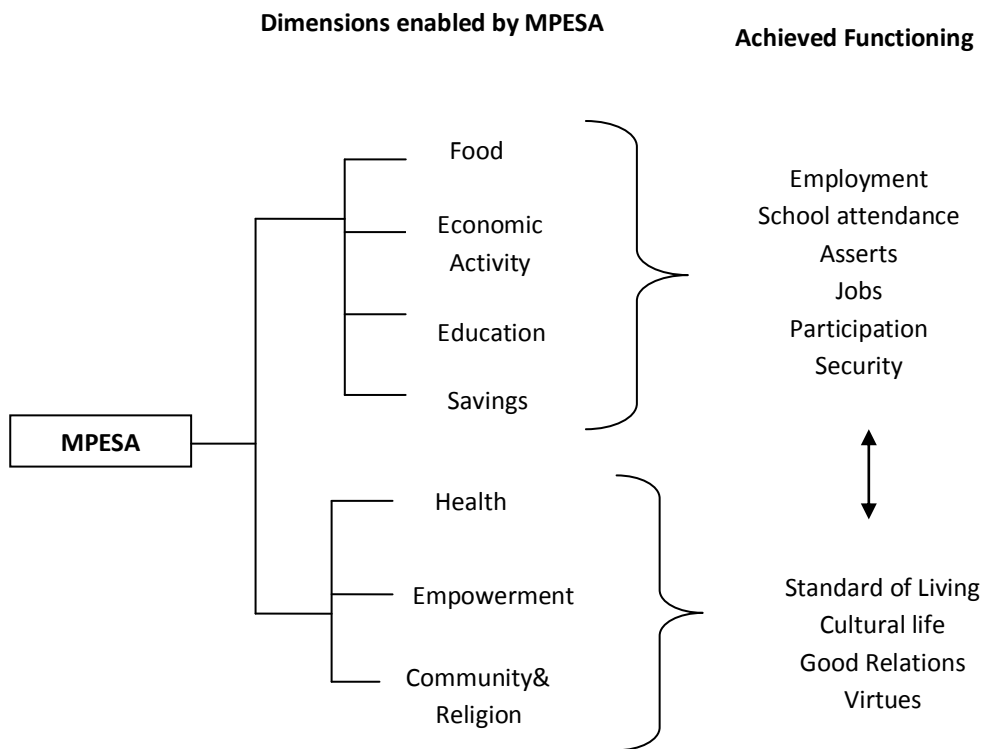 Dimensions enabled by MPESA
Achieved Functioning
MPESA
Food
Economic
Activity
Education
Savings
Health
Empowerment
Community&
Religion
Employment
School attendance
Asserts
Jobs
Participation
Security
Standard of Living
Cultural life
Good Relations
Virtues